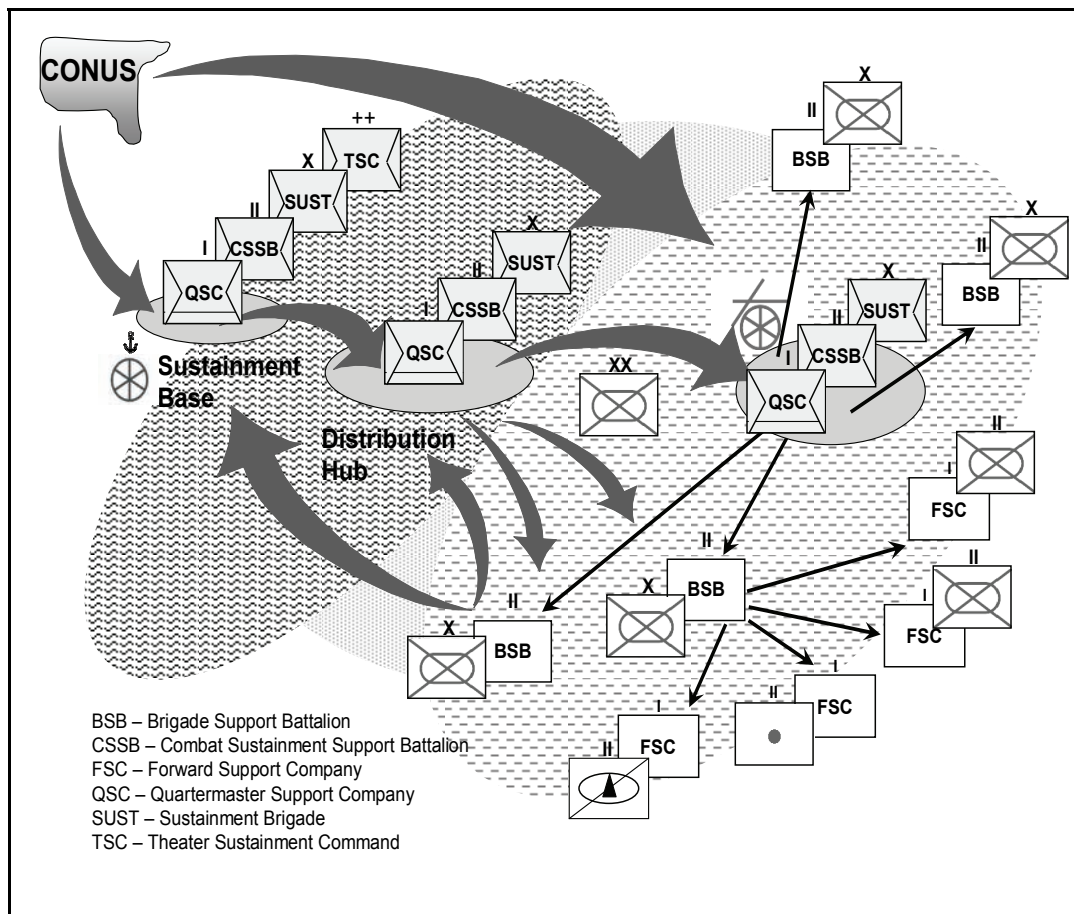 CONUS
++
TSC
X
SUST
II
CSSB
I
QSC
Sustainment
Base
X
SUST
II
CSSB
I
QSC
Distribution
Hub
XX
X
II
BSB
X
II
BSB
X
SUST
II
CSSB
I
QSC
II
I
FSC
II
I
FSC
I
II
FSC
I
II
FSC
II
X
BSB
II
X
BSB
BSB – Brigade Support Battalion
CSSB – Combat Sustainment Support Battalion
FSC – Forward Support Company
QSC – Quartermaster Support Company
SUST – Sustainment Brigade
TSC – Theater Sustainment Command